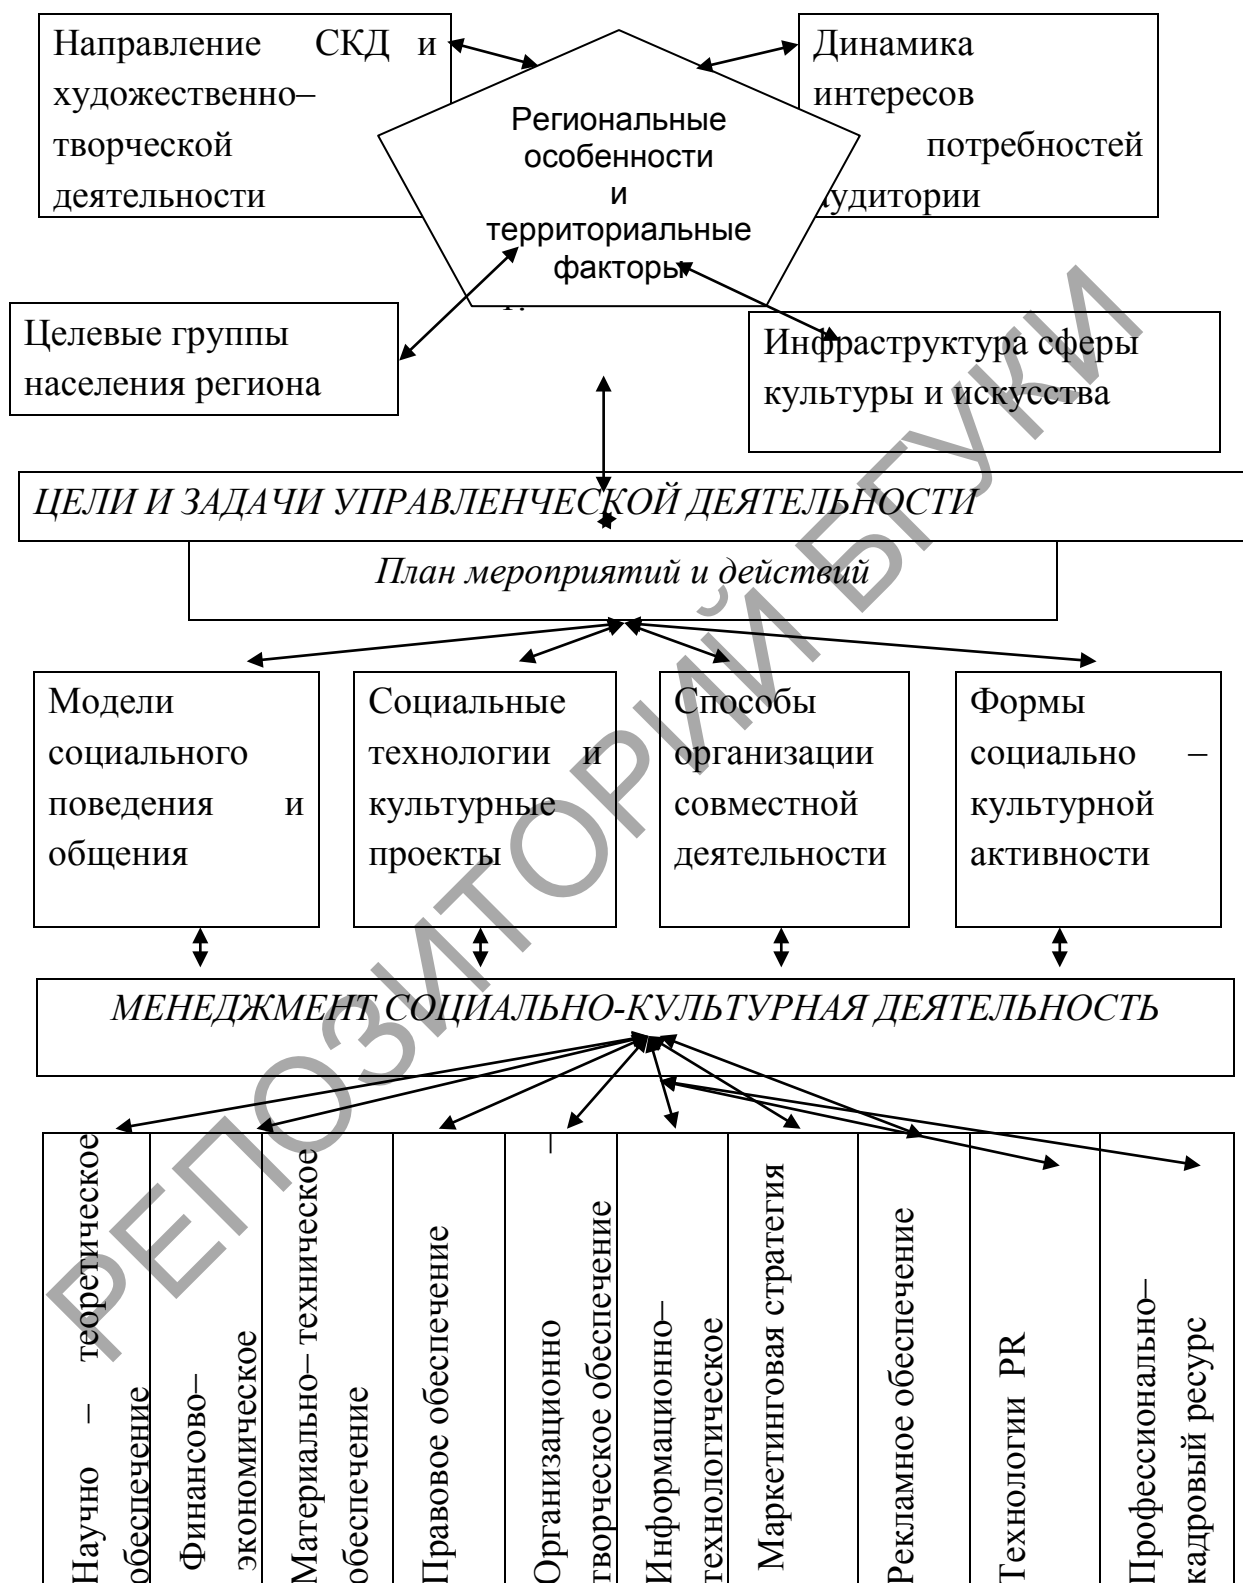 Направление СКД и
художественно–
творческой
деятельности
Региональные
особенности
и
территориальные
факторы
Динамика
интересов
потребностей
аудитории
Целевые группы
населения региона
Инфраструктура сферы
культуры и искусства
ЦЕЛИ И ЗАДАЧИ УПРАВЛЕНЧЕСКОЙ ДЕЯТЕЛЬНОСТИ
План мероприятий и действий
Модели
социального
поведения и
общения
Социальные
технологии и
культурные
проекты
Способы
организации
совместной
деятельности
Формы
социально –
культурной
активности
МЕНЕДЖМЕНТ СОЦИАЛЬНО-КУЛЬТУРНАЯ ДЕЯТЕЛЬНОСТЬ
Научно – теоретическое
обеспечение
Финансово–
экономическое
Материально– техническое
обеспечение
Правовое обеспечение
Организационно –
творческое обеспечение
Информационно–
технологическое
Маркетинговая стратегия
Рекламное обеспечение
Технологии PR
Профессионально–
кадровый ресурс
РЕПОЗИТОРИЙ БГУКИ